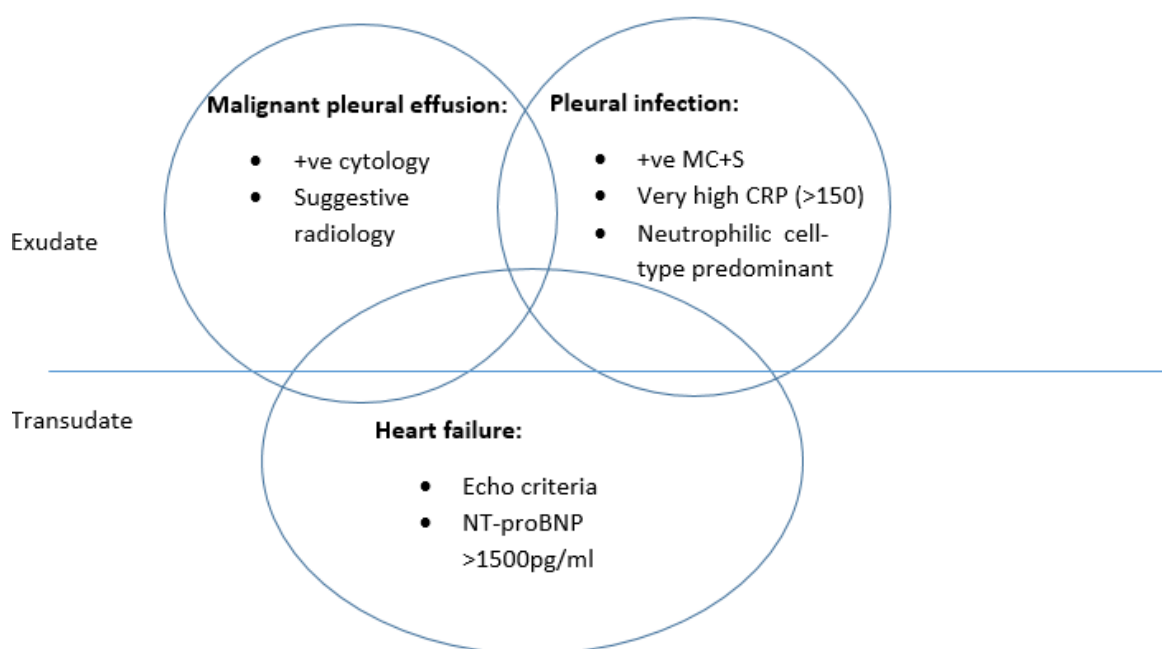 Malignant pleural effusion:
• +ve cytology
• Suggestive
radiology
Pleural infection:
• +ve MC+S
• Very high CRP (>150)
• Neutrophilic cell-
type predominant
Exudate
Transudate
Heart failure:
• Echo criteria
• NT-proBNP
>1500pg/ml